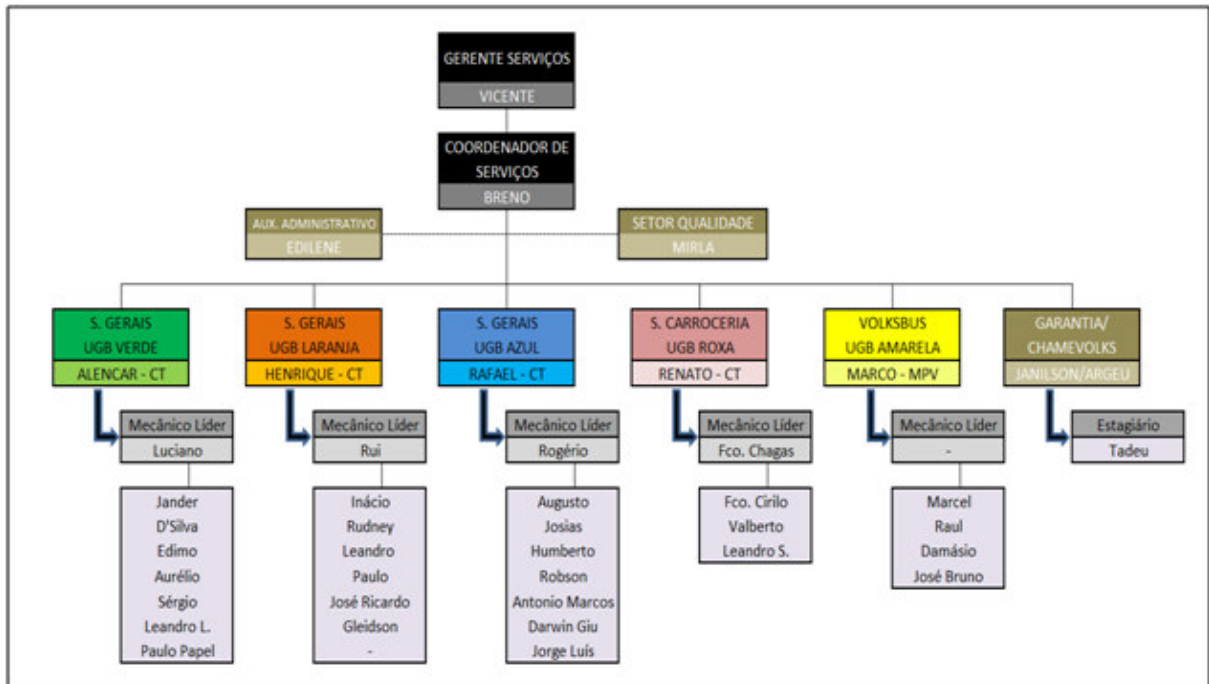 GERENTE SERVIÇOS
VICENTE
COORDENADOR DE
SERVIÇOS
BRENO
AUX. ADMINISTRATIVO
EDILENE
SETOR QUALIDADE
MIRLA
S. GERAIS
UGB VERDE
ALENCAR - CT
S. GERAIS
UGB LARANJA
HENRIQUE - CT
S. GERAIS
UGB AZUL
RAFAEL - CT
S. CARROCERIA
UGB ROXA
RENATO - CT
VOLKSBUS
UGB AMARELA
MARCO - MPV
GARANTIA/
CHAMEVOLKS
JANILSON/ARGEU
Mecânico Líder
Luciano
Jander
D'Silva
Edimo
Aurélio
Sérgio
Leandro L.
Paulo Papel
Mecânico Líder
Rui
Inácio
Rudney
Leandro
Paulo
José Ricardo
Gleidson
-
Mecânico Líder
Rogério
Augusto
Josias
Humberto
Robson
Antonio Marcos
Darwin Giu
Jorge Luís
Mecânico Líder
Fco. Chagas
Fco. Cirilo
Valberto
Leandro S.
Mecânico Líder
-
Marcel
Raul
Damásio
José Bruno
Estagiário
Tadeu